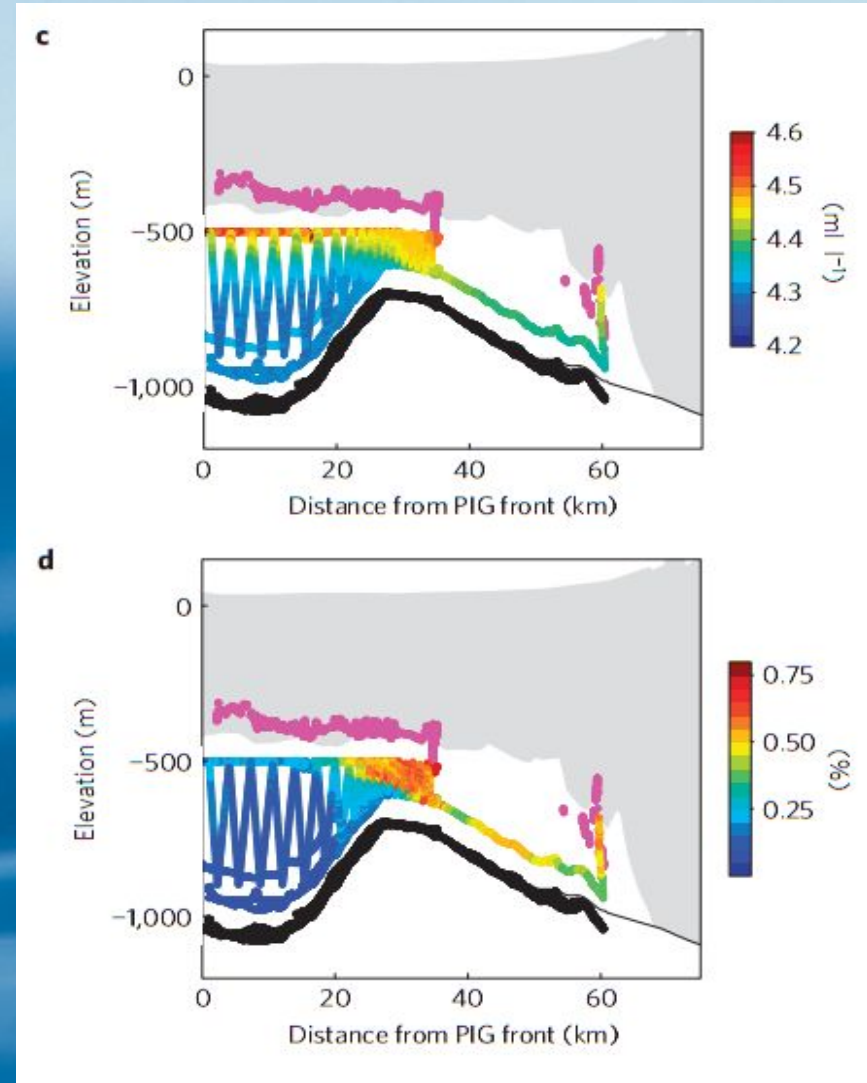 c
0
−500
−1,000
Elevation (m)
0 20 40 60
Distance from PIG front (km)
4.6
4.5
4.4
4.3
4.2
(ml l⁻¹)
d
0
−500
−1,000
Elevation (m)
0 20 40 60
Distance from PIG front (km)
0.75
0.50
0.25
(%)